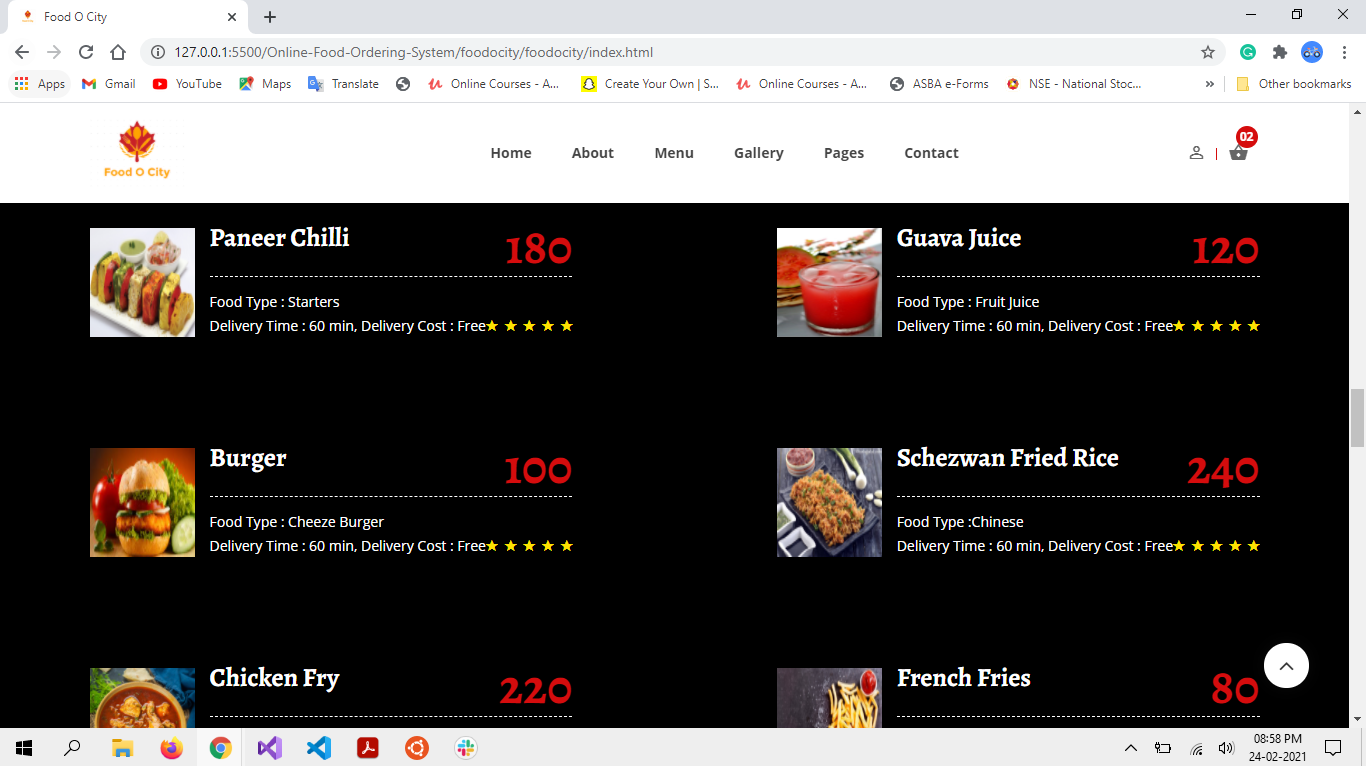 Food O City
127.0.0.1:5500/Online-Food-Ordering-System/foodocity/foodocity/index.html
Apps Gmail YouTube Maps Translate Online Courses - A... Create Your Own | S... Online Courses - A... ASBA e-Forms NSE - National Stoc... » Other bookmarks
Food O City
Home About Menu Gallery Pages Contact
02
Paneer Chilli 180
Food Type : Starters
Delivery Time : 60 min, Delivery Cost : Free★ ★ ★ ★ ★
Guava Juice 120
Food Type : Fruit Juice
Delivery Time : 60 min, Delivery Cost : Free★ ★ ★ ★ ★
Burger 100
Food Type : Cheeze Burger
Delivery Time : 60 min, Delivery Cost : Free★ ★ ★ ★ ★
Schezwan Fried Rice 240
Food Type :Chinese
Delivery Time : 60 min, Delivery Cost : Free★ ★ ★ ★ ★
Chicken Fry 220
French Fries 80
08:58 PM
24-02-2021